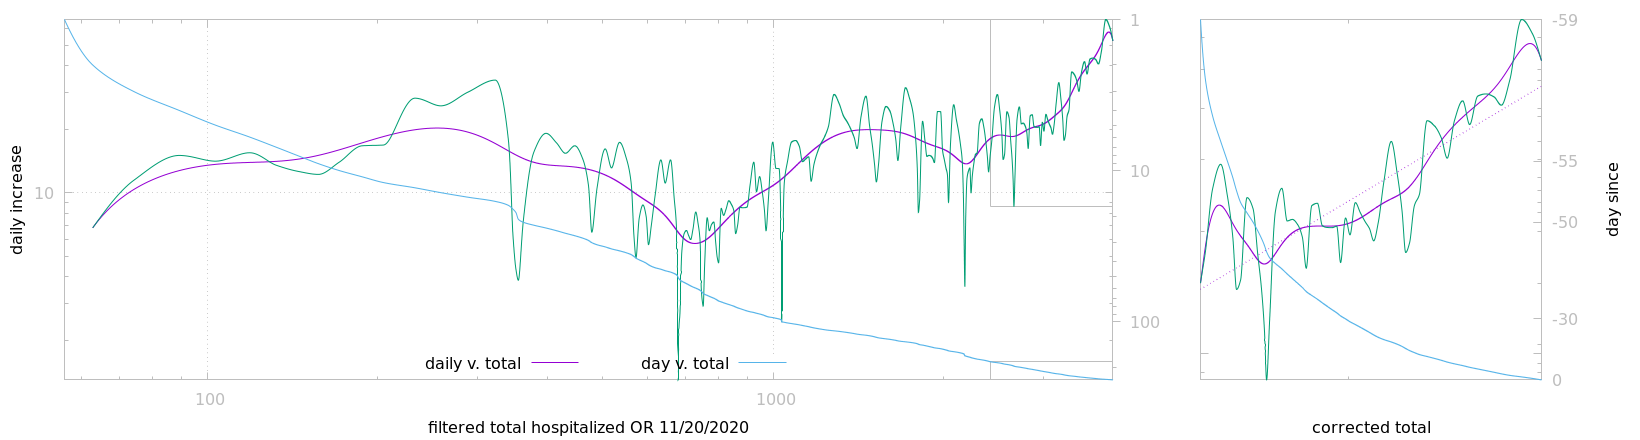 1
-59
daily increase
10
10
-55
-50
day since
100
-30
daily v. total
day v. total
0
100
1000
filtered total hospitalized OR 11/20/2020
corrected total